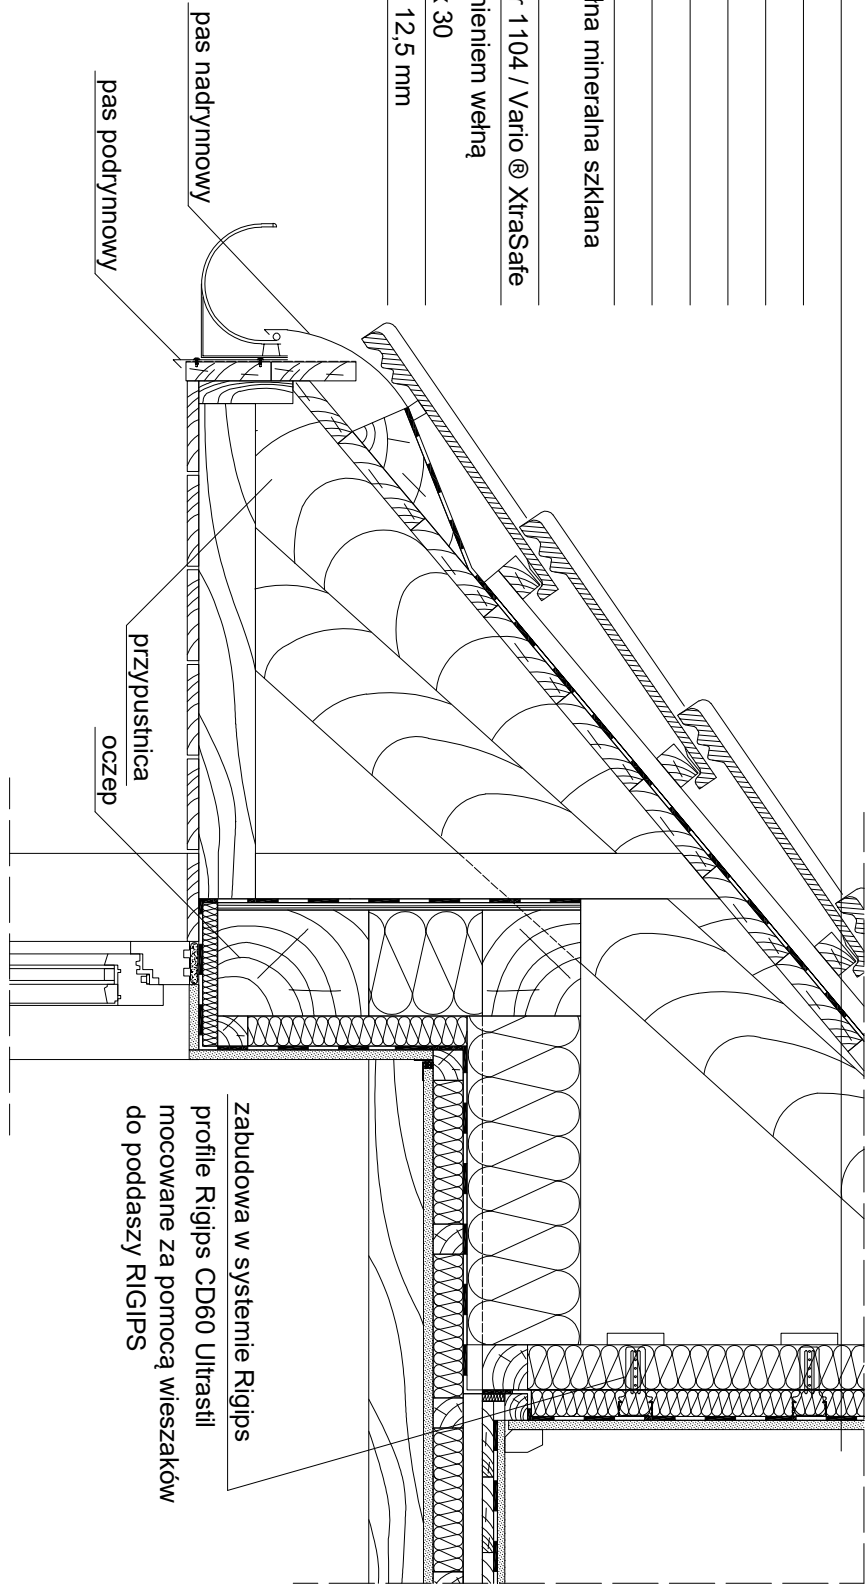 łna mineralna szklana
r 1104 / Vario ® XtraSafe
nieniem wełną
x 30
12,5 mm
pas nadrynnowy
pas podrynnowy
przypustnica
oczep
zabudowa w systemie Rigips
profile Rigips CD60 Ultrastil
mocowane za pomocą wieszaków
do poddaszy RIGIPS